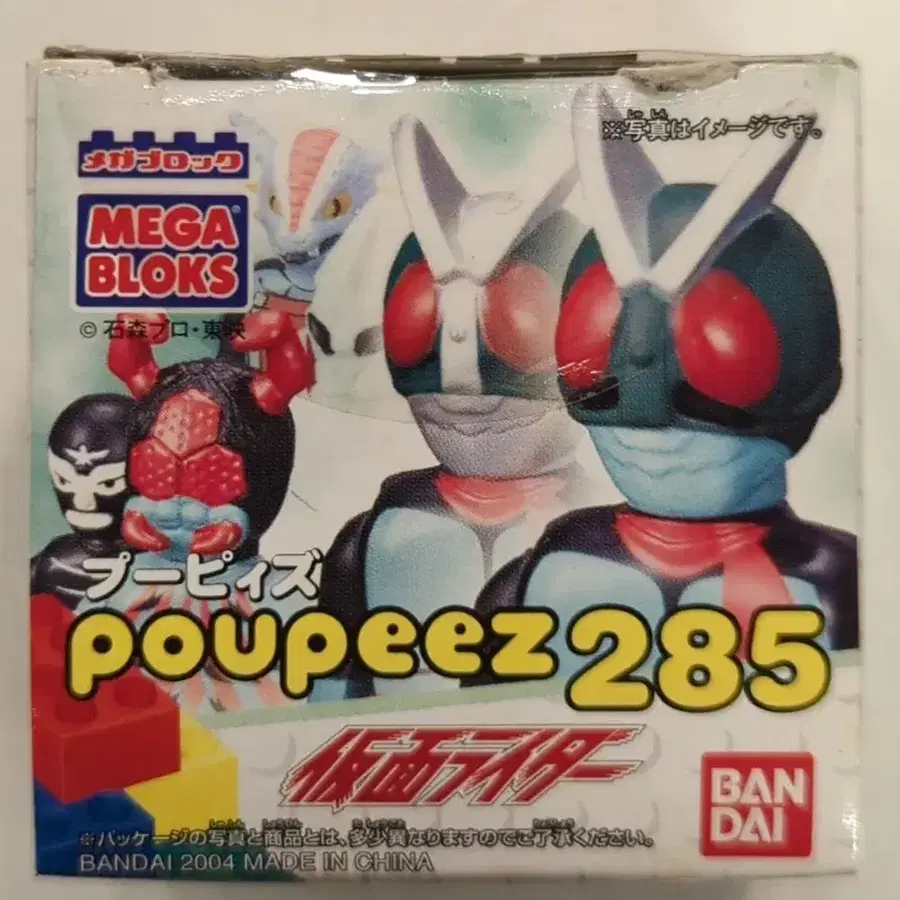 ※写真はイメージです。
メガブロック
MEGA
BLOKS
©石森プロ・東映
プーピィズ
poupeez285
仮面ライダー
BAN
DAI
※パッケージの写真と商品とは、多少異なりますのでご了承ください。
BANDAI 2004 MADE IN CHINA